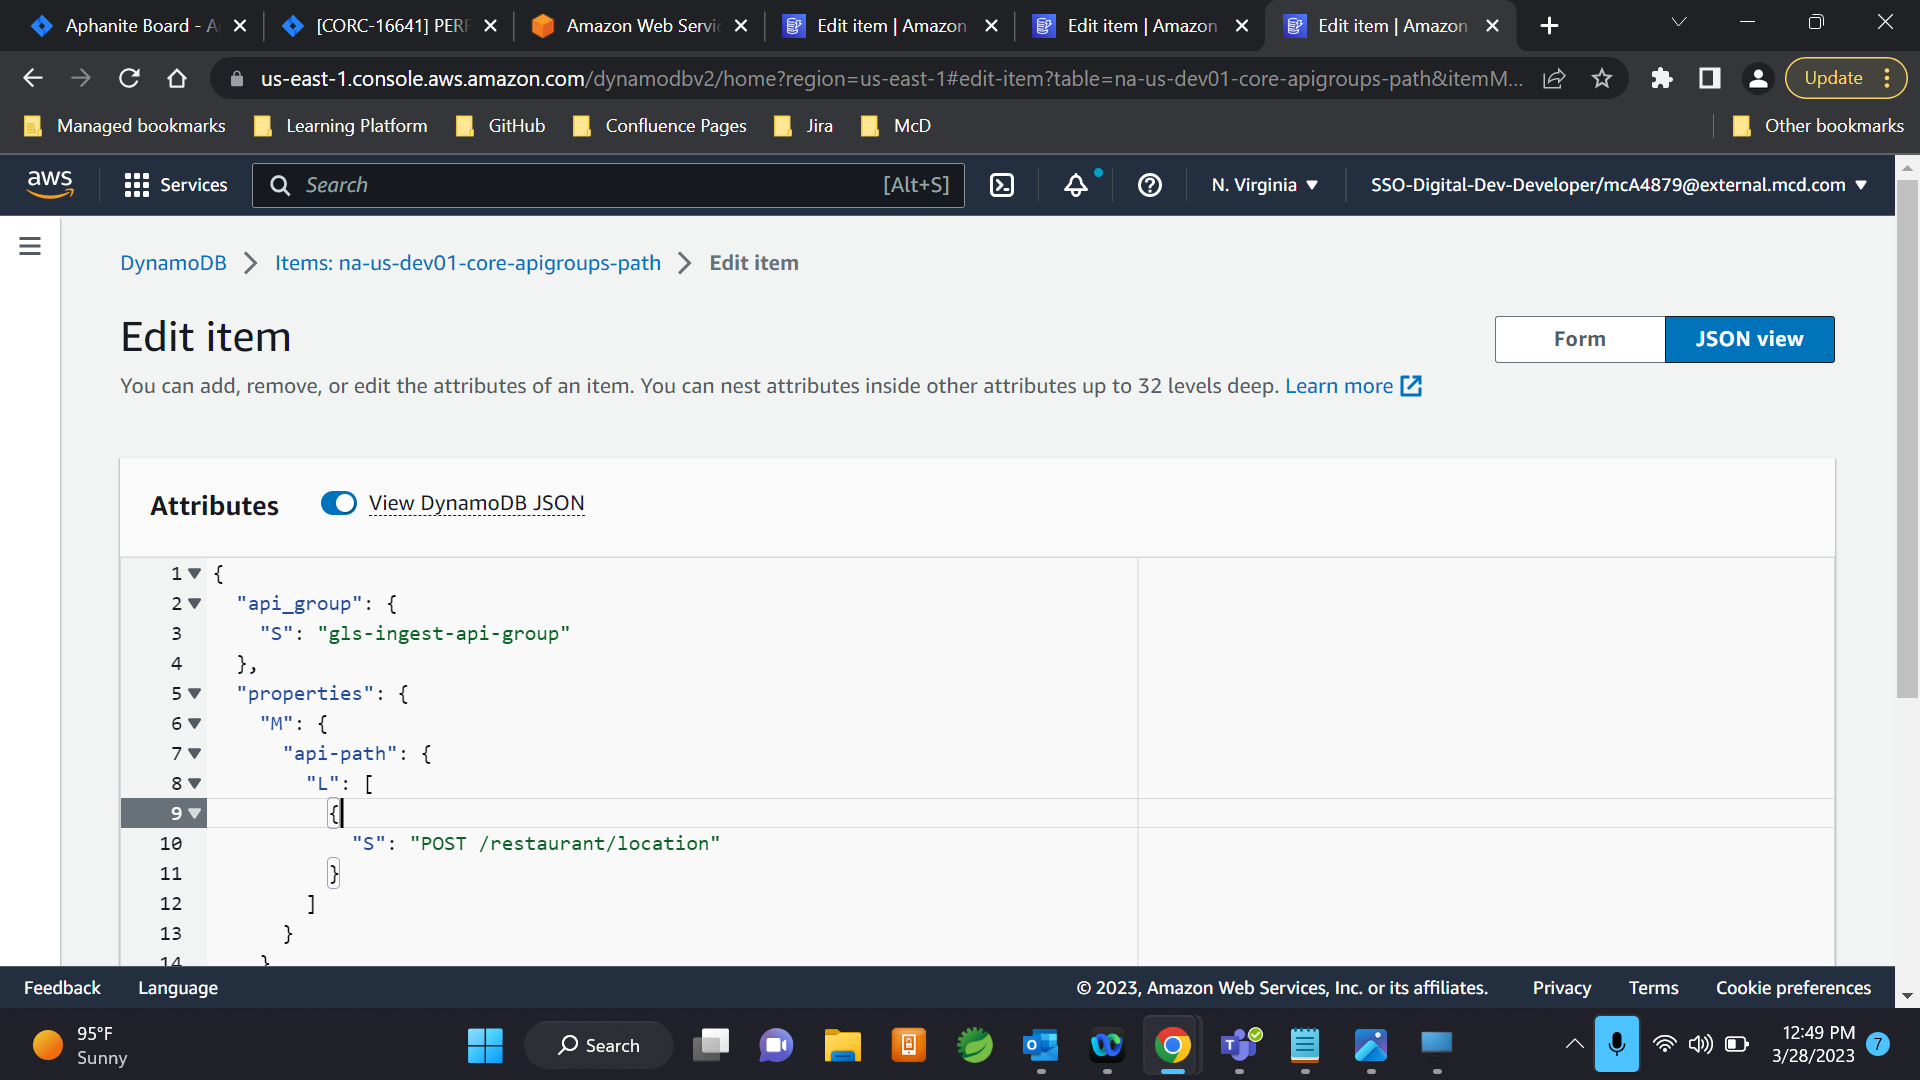 Aphanite Board - A
[CORC-16641] PERF
Amazon Web Servic
Edit item | Amazon
Edit item | Amazon
Edit item | Amazon
us-east-1.console.aws.amazon.com/dynamodbv2/home?region=us-east-1#edit-item?table=na-us-dev01-core-apigroups-path&itemM...
Update
Managed bookmarks
Learning Platform
GitHub
Confluence Pages
Jira
McD
Other bookmarks
aws
Services
Search
[Alt+S]
N. Virginia
SSO-Digital-Dev-Developer/mcA4879@external.mcd.com
DynamoDB > Items: na-us-dev01-core-apigroups-path > Edit item
Edit item
Form
JSON view
You can add, remove, or edit the attributes of an item. You can nest attributes inside other attributes up to 32 levels deep. Learn more
Attributes
View DynamoDB JSON
1 {
2 "api_group": {
3 "S": "gls-ingest-api-group"
4 },
5 "properties": {
6 "M": {
7 "api-path": {
8 "L": [
9 {
10 "S": "POST /restaurant/location"
11 }
12 ]
13 }
14 }
Feedback
Language
© 2023, Amazon Web Services, Inc. or its affiliates.
Privacy
Terms
Cookie preferences
95°F
Sunny
Search
12:49 PM
3/28/2023
7